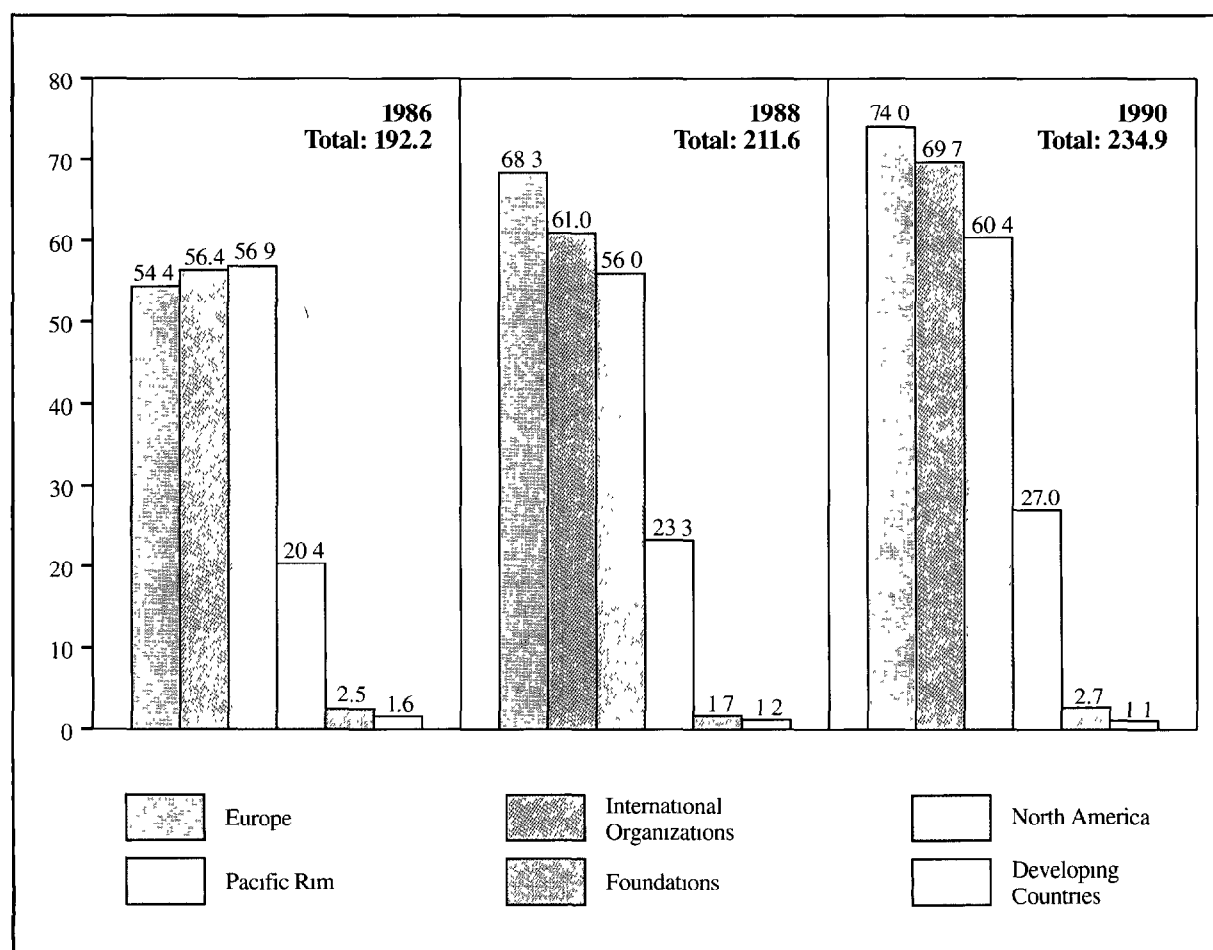 80
70
60
50
40
30
20
10
0
1986
Total: 192.2
54 4
56.4
56 9
20 4
2.5
1.6
1988
Total: 211.6
68 3
61.0
56 0
23 3
1 7
1 2
1990
Total: 234.9
74 0
69 7
60 4
27.0
2.7
1 1
Europe
International
Organizations
North America
Pacific Rim
Foundations
Developing
Countries